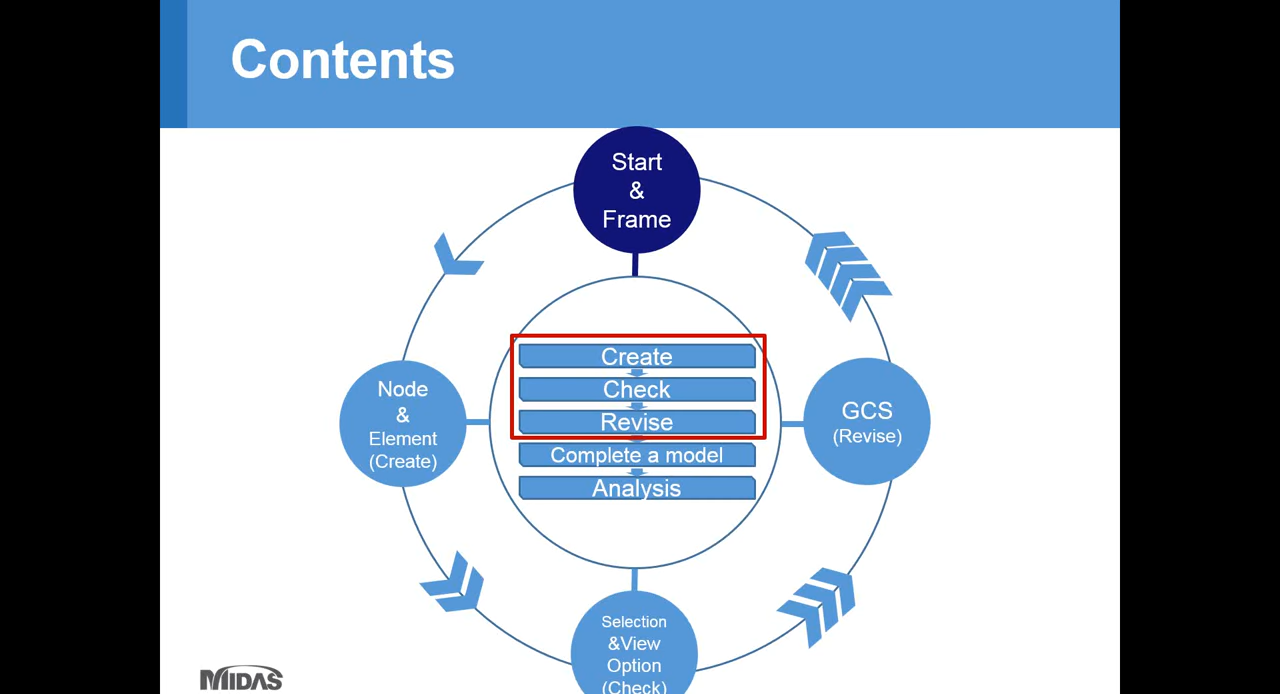 Contents
Start
&
Frame
Create
Check
Revise
Complete a model
Analysis
Node
&
Element
(Create)
GCS
(Revise)
Selection
&View
Option
(Check)
MIDAS